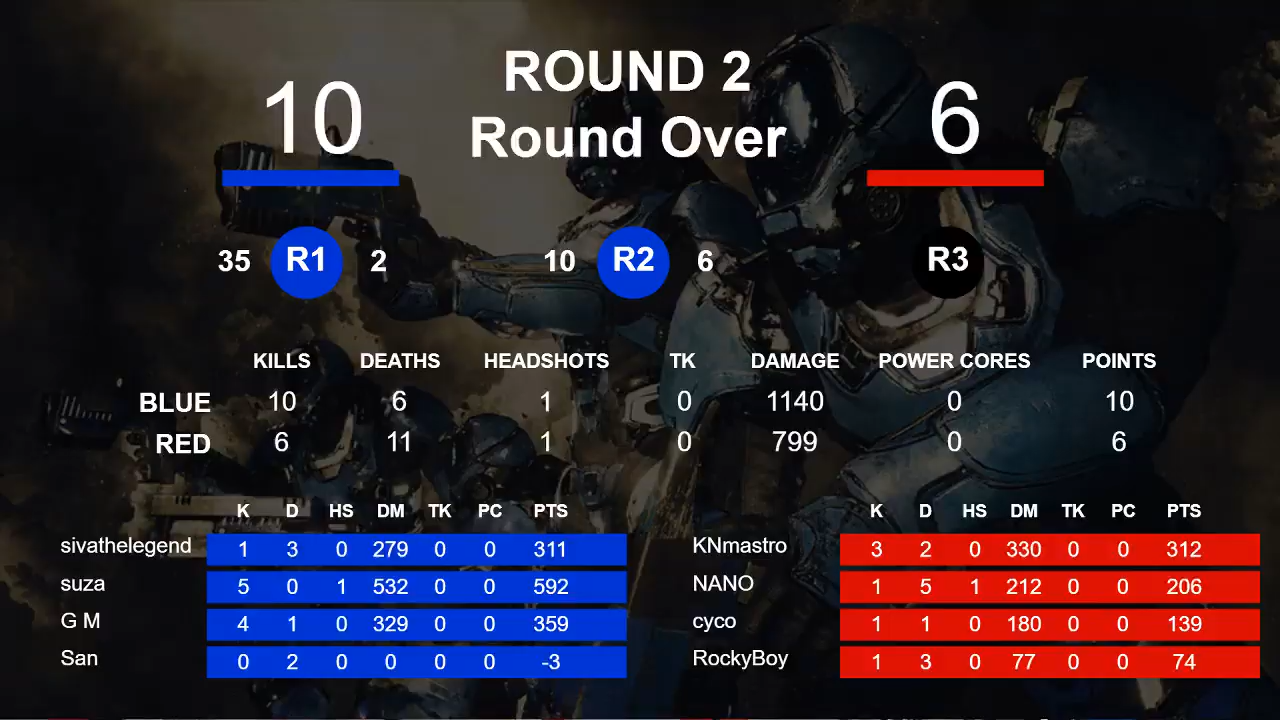 10 ROUND 2 6
Round Over
35 R1 2 10 R2 6 R3
KILLS DEATHS HEADSHOTS TK DAMAGE POWER CORES POINTS
BLUE 10 6 1 0 1140 0 10
RED 6 11 1 0 799 0 6
K D HS DM TK PC PTS
sivathelegend 1 3 0 279 0 0 311
suza 5 0 1 532 0 0 592
G M 4 1 0 329 0 0 359
San 0 2 0 0 0 0 -3
K D HS DM TK PC PTS
KNmastro 3 2 0 330 0 0 312
NANO 1 5 1 212 0 0 206
cyco 1 1 0 180 0 0 139
RockyBoy 1 3 0 77 0 0 74